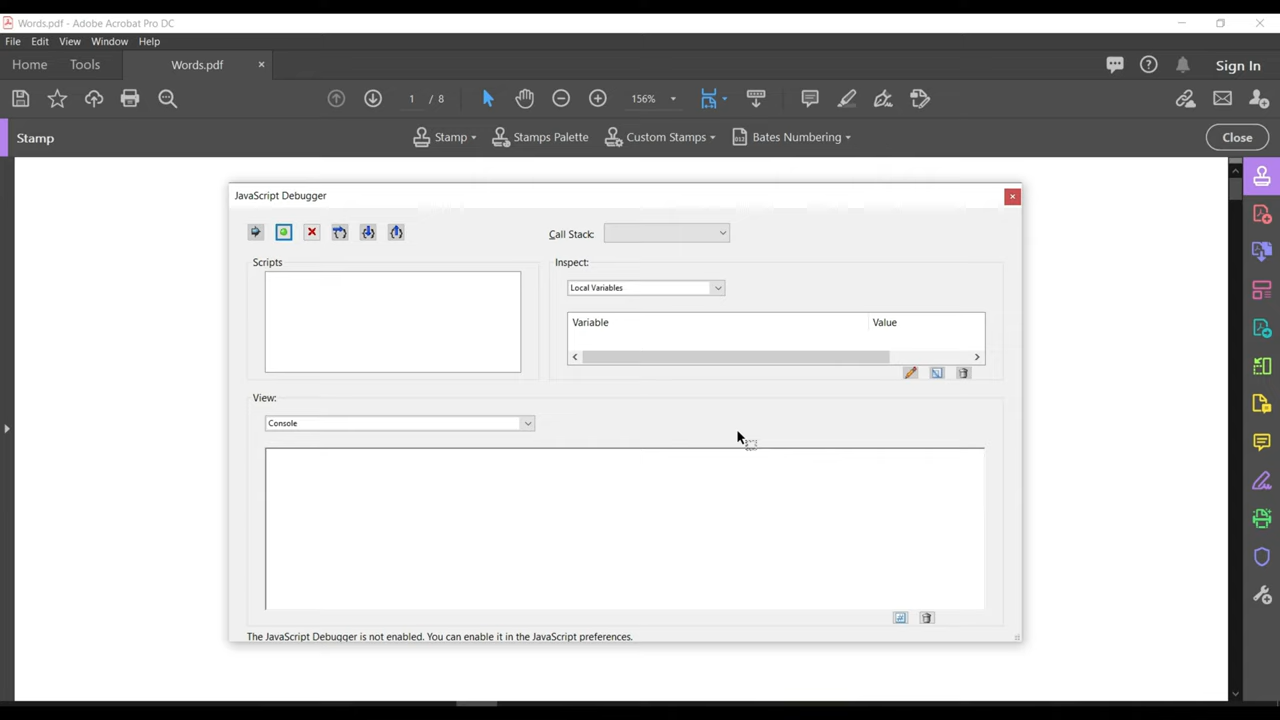 Words.pdf - Adobe Acrobat Pro DC
File Edit View Window Help
Home Tools Words.pdf × Sign In
1 / 8 156%
Stamp Stamp Stamps Palette Custom Stamps Bates Numbering Close
JavaScript Debugger
Call Stack:
Scripts Inspect:
Local Variables
Variable Value
View:
Console
The JavaScript Debugger is not enabled. You can enable it in the JavaScript preferences.